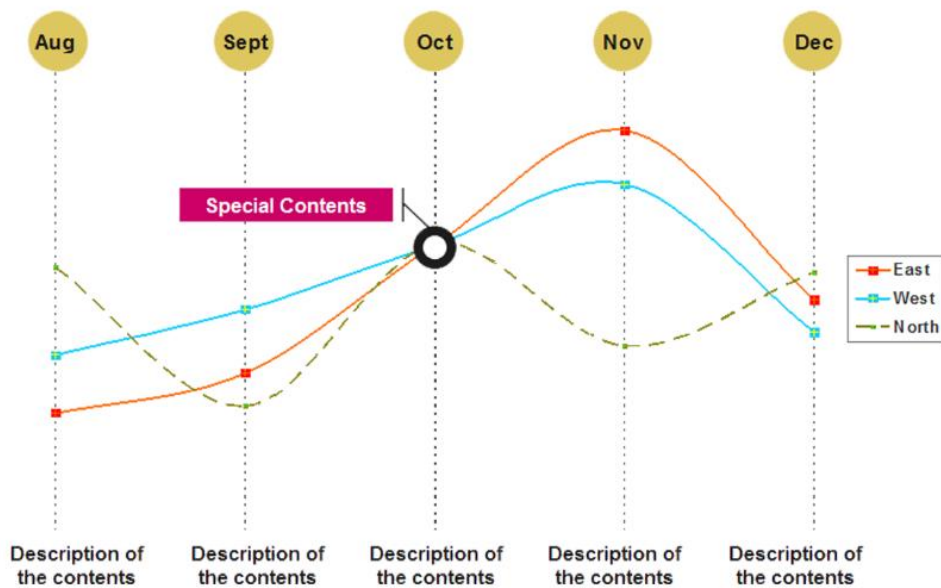 Aug
Sept
Oct
Nov
Dec
Special Contents
East
West
North
Description of
the contents
Description of
the contents
Description of
the contents
Description of
the contents
Description of
the contents